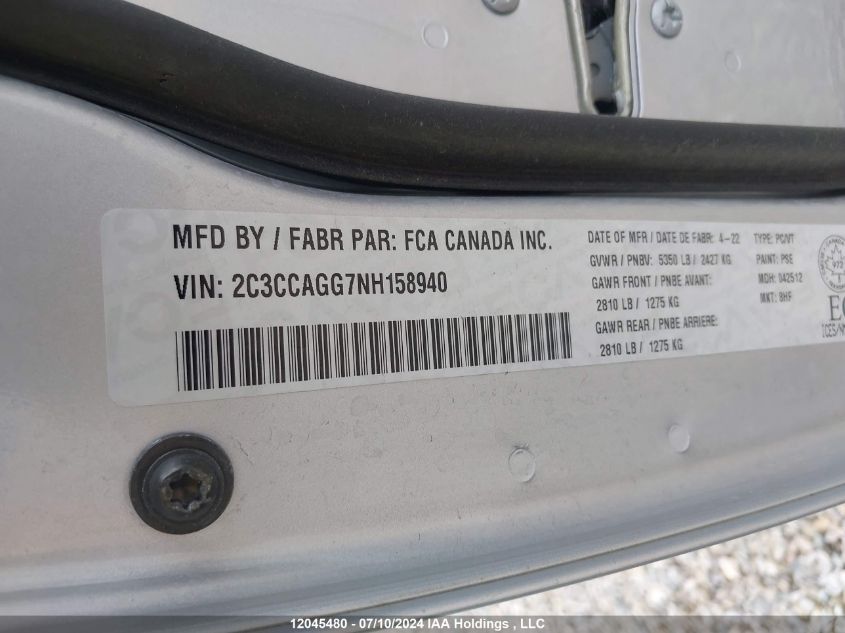 MFD BY / FABR PAR: FCA CANADA INC.
VIN: 2C3CCAGG7NH158940
DATE OF MFR / DATE DE FABR: 4-22
GVWR / PNBV: 5350 LB / 2427 KG
GAWR FRONT / PNBE AVANT:
2810 LB / 1275 KG
GAWR REAR / PNBE ARRIERE:
2810 LB / 1275 KG
TYPE: PC/VT
PAINT: PSE
MDH: 042512
MKT: BHF
12045480 - 07/10/2024 IAA Holdings , LLC